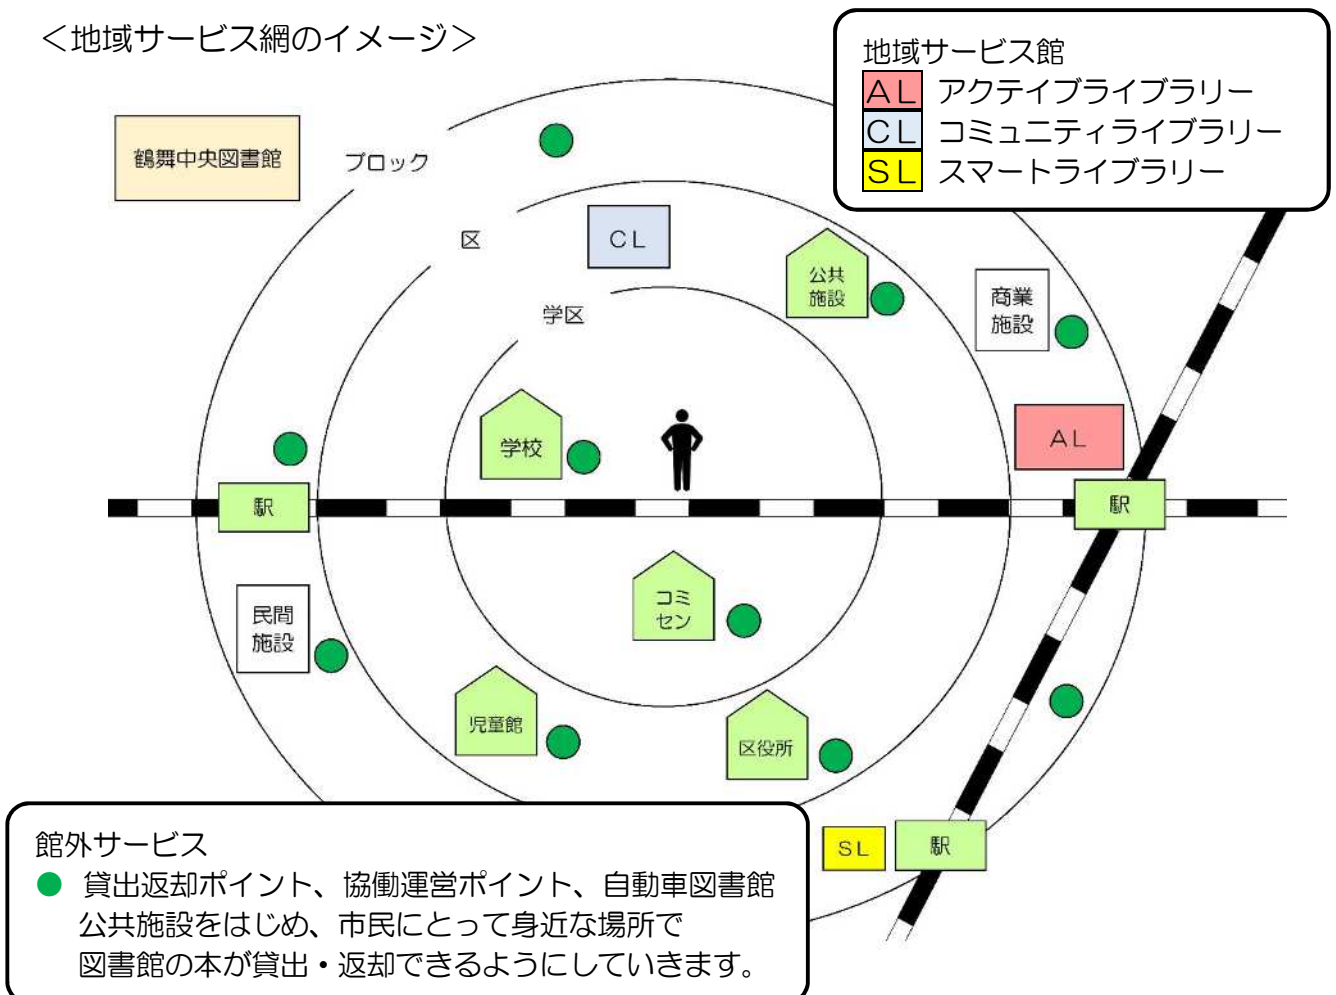 ＜地域サービス網のイメージ＞
地域サービス館
ＡＬ アクテイブライブラリー
ＣＬ コミュニティライブラリー
ＳＬ スマートライブラリー
鶴舞中央図書館
ブロック
区
ＣＬ
公共
施設
商業
施設
学区
学校
ＡＬ
駅
駅
民間
施設
コミ
セン
児童館
区役所
ＳＬ
駅
館外サービス
● 貸出返却ポイント、協働運営ポイント、自動車図書館
公共施設をはじめ、市民にとって身近な場所で
図書館の本が貸出・返却できるようにしていきます。